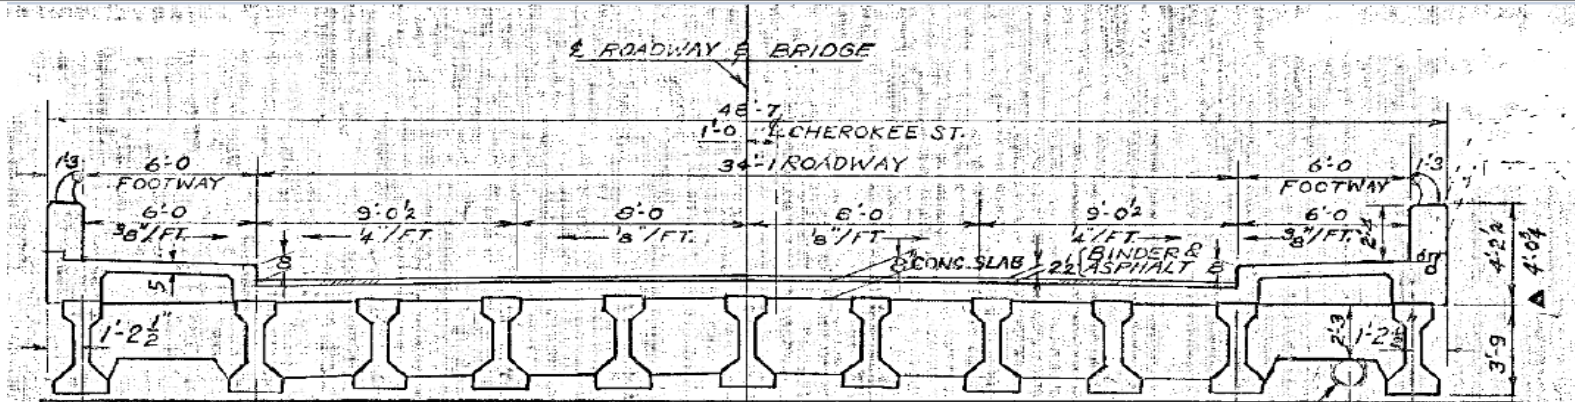 ℄ ROADWAY & BRIDGE
48-7
1'-0 ℄ CHEROKEE ST.
34'-1 ROADWAY
1'3 6'-0 6'-0 1'-3
FOOTWAY FOOTWAY
6'-0 9'-0½ 8'-0 8'-0 9'-0½ 6'-0
3/8"/FT. 1/4"/FT. 1/8"/FT. 1/8"/FT. 1/4"/FT. 3/8"/FT.
8 8" CONC. SLAB 2½ BINDER & ASPHALT 8
5
4'-2½
4'-0¾
1'-2½" 2'-3 1'-2½
3'-9